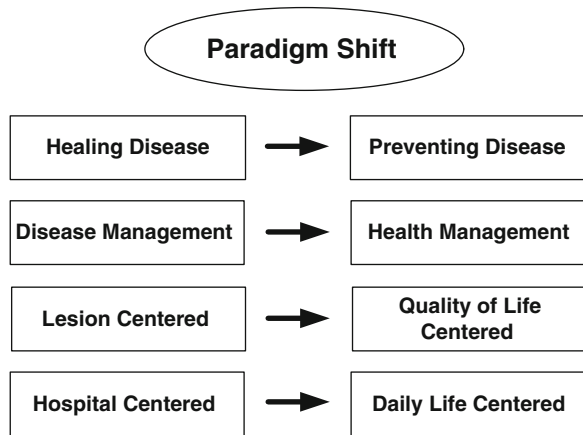 Paradigm Shift
Healing Disease
Preventing Disease
Disease Management
Health Management
Lesion Centered
Quality of Life
Centered
Hospital Centered
Daily Life Centered